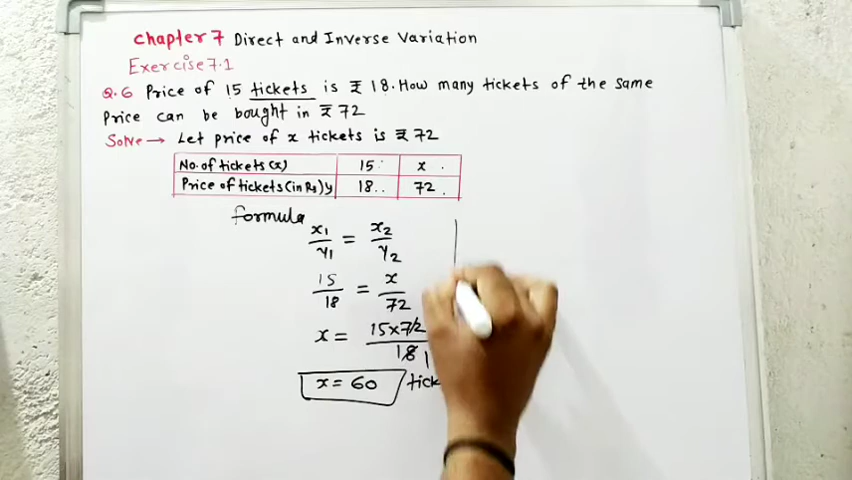 Chapter 7 Direct and Inverse Variation
Exercise 7.1
Q.6 Price of 15 tickets is ₹ 18. How many tickets of the same
Price can be bought in ₹ 72
Solve → Let price of x tickets is ₹ 72
No. of tickets (x) 15 x
Price of tickets (in Rs) y 18 72
formula
x₁/y₁ = x₂/y₂
15/18 = x/72
x = 15×72/18 1
x = 60